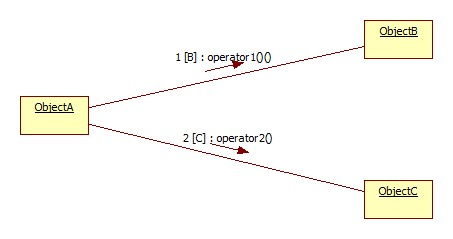 ObjectB
1 [B] : operator1()()
ObjectA
2 [C] : operator2()
ObjectC